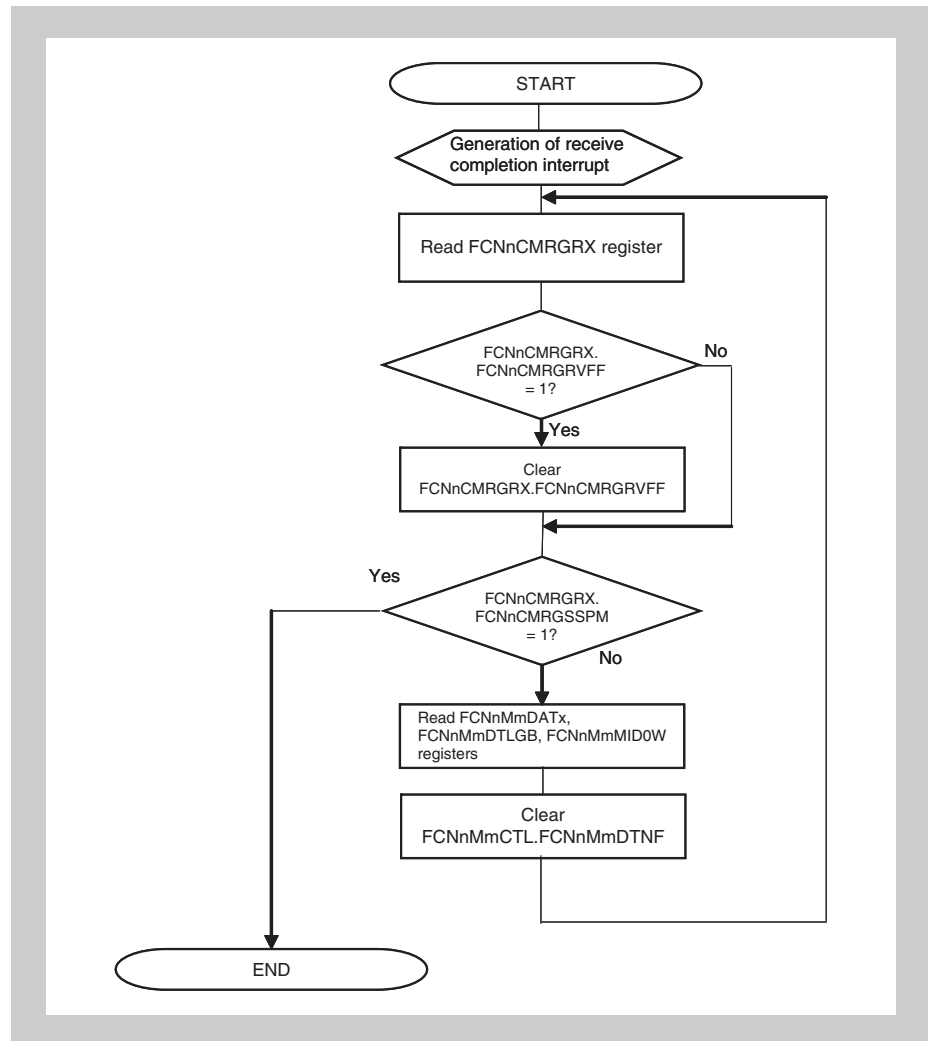 START
Generation of receive
completion interrupt
Read FCNnCMRGRX register
FCNnCMRGRX.
FCNnCMRGRVFF
= 1?
No
Yes
Clear
FCNnCMRGRX.FCNnCMRGRVFF
Yes
FCNnCMRGRX.
FCNnCMRGSSPM
= 1?
No
Read FCNnMmDATx,
FCNnMmDTLGB, FCNnMmMID0W
registers
Clear
FCNnMmCTL.FCNnMmDTNF
END